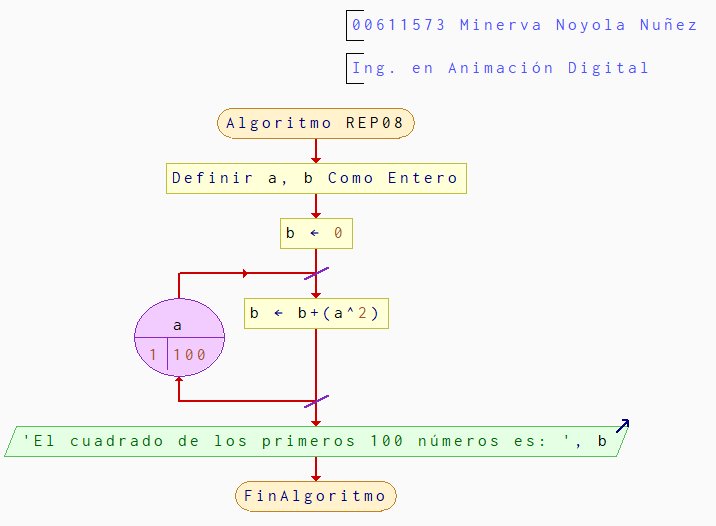 00611573 Minerva Noyola Nuñez
Ing. en Animación Digital
Algoritmo REP08
Definir a, b Como Entero
b ← 0
a
1 100
b ← b+(a^2)
'El cuadrado de los primeros 100 números es: ', b
FinAlgoritmo